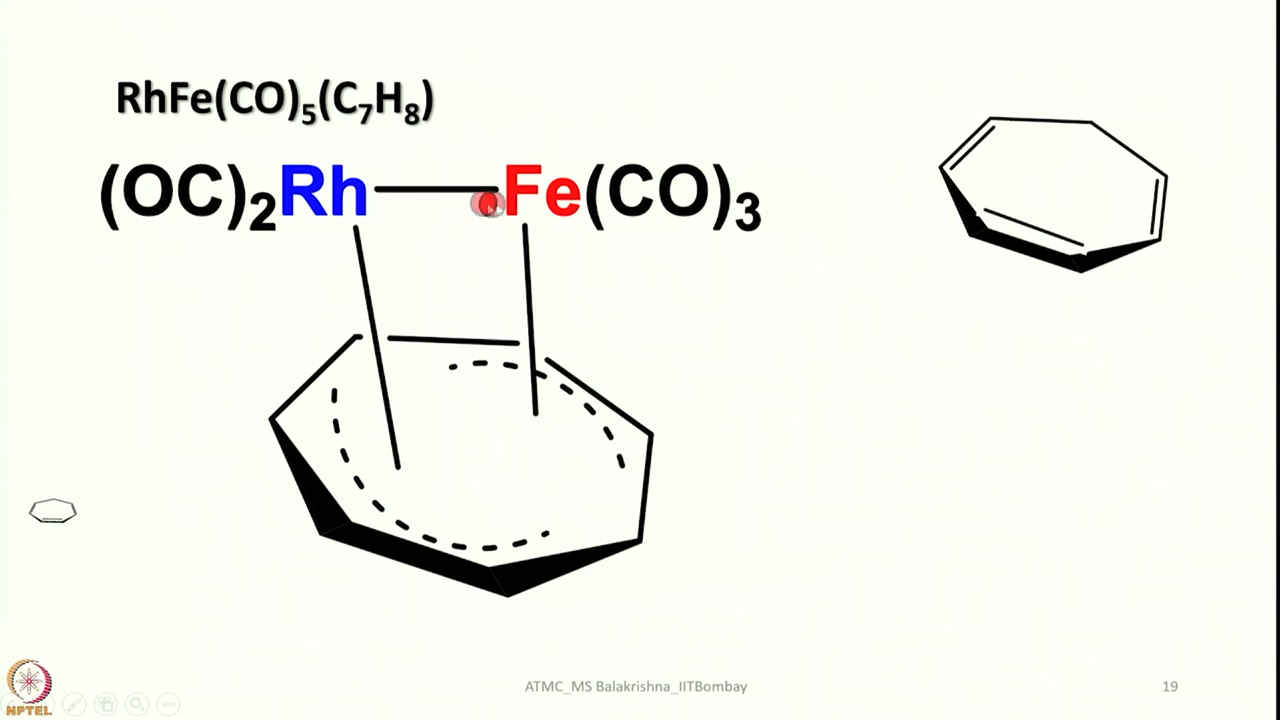 RhFe(CO)₅(C₇H₈)
(OC)₂Rh—Fe(CO)₃
NPTEL
ATMC_MS Balakrishna_IITBombay
19